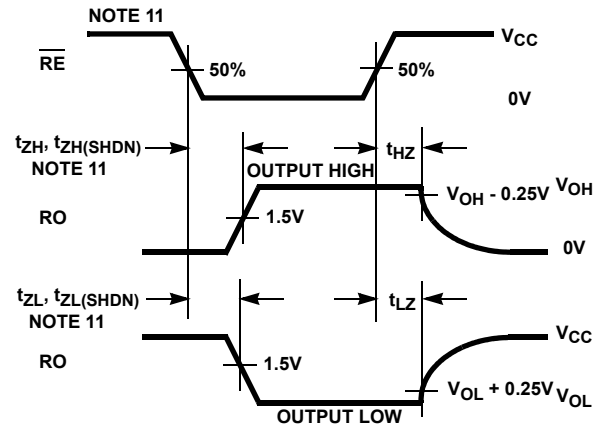 NOTE 11
RE
50%
50%
VCC
0V
tZH, tZH(SHDN)
NOTE 11
tHZ
OUTPUT HIGH
VOH - 0.25V VOH
RO
1.5V
0V
tZL, tZL(SHDN)
NOTE 11
tLZ
RO
1.5V
VCC
VOL + 0.25V VOL
OUTPUT LOW